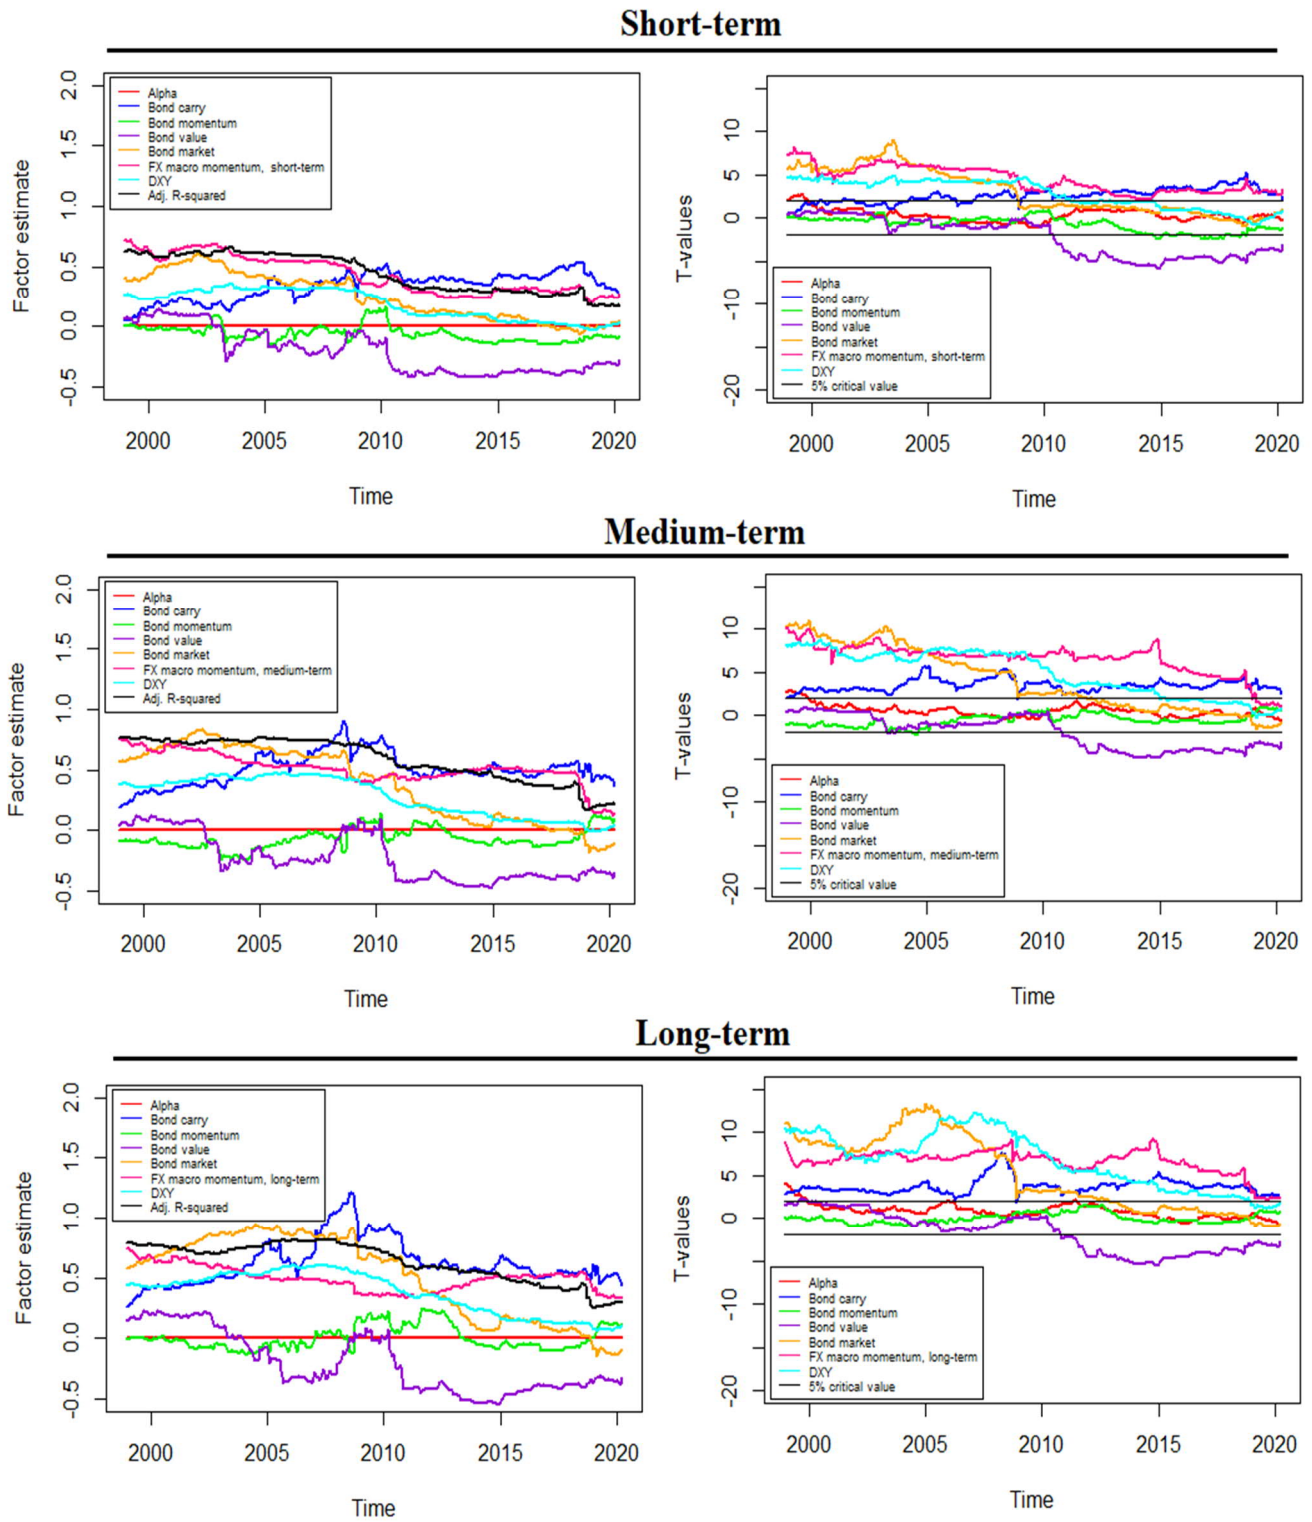 Short-term
Factor estimate
2.0
1.5
1.0
0.5
0.0
-0.5
Alpha
Bond carry
Bond momentum
Bond value
Bond market
FX macro momentum, short-term
DXY
Adj. R-squared
2000 2005 2010 2015 2020
Time
T-values
10
5
0
-10
-20
Alpha
Bond carry
Bond momentum
Bond value
Bond market
FX macro momentum, short-term
DXY
5% critical value
2000 2005 2010 2015 2020
Time
Medium-term
Factor estimate
2.0
1.5
1.0
0.5
0.0
-0.5
Alpha
Bond carry
Bond momentum
Bond value
Bond market
FX macro momentum, medium-term
DXY
Adj. R-squared
2000 2005 2010 2015 2020
Time
T-values
10
5
0
-10
-20
Alpha
Bond carry
Bond momentum
Bond value
Bond market
FX macro momentum, medium-term
DXY
5% critical value
2000 2005 2010 2015 2020
Time
Long-term
Factor estimate
2.0
1.5
1.0
0.5
0.0
-0.5
Alpha
Bond carry
Bond momentum
Bond value
Bond market
FX macro momentum, long-term
DXY
Adj. R-squared
2000 2005 2010 2015 2020
Time
T-values
10
5
0
-10
-20
Alpha
Bond carry
Bond momentum
Bond value
Bond market
FX macro momentum, long-term
DXY
5% critical value
2000 2005 2010 2015 2020
Time